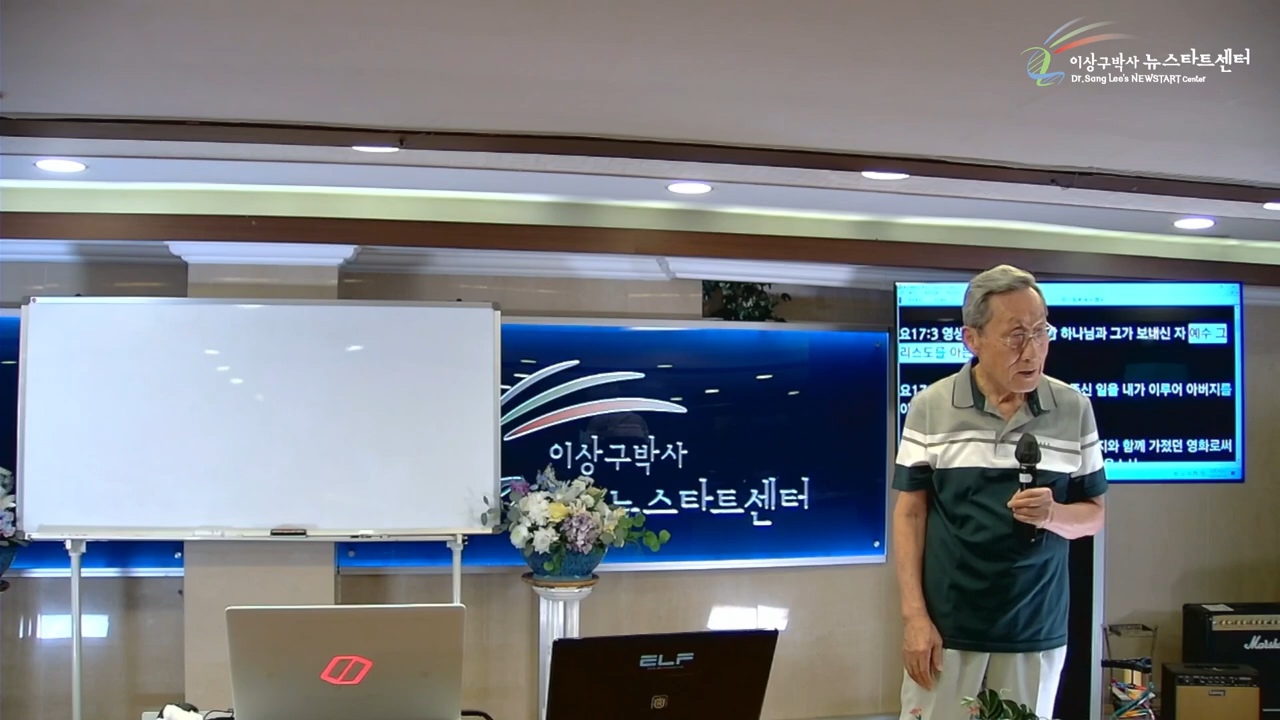 이상구박사 뉴스타트센터
Dr. Sang Lee's NEWSTART Center
요17:3 영생 하나님과 그가 보내신 자 예수 그
리스도를 아는
요17 주신 일을 내가 이루어 아버지를
지와 함께 가졌던 영화로써
이상구박사
뉴스타트센터
ELF
Marshall